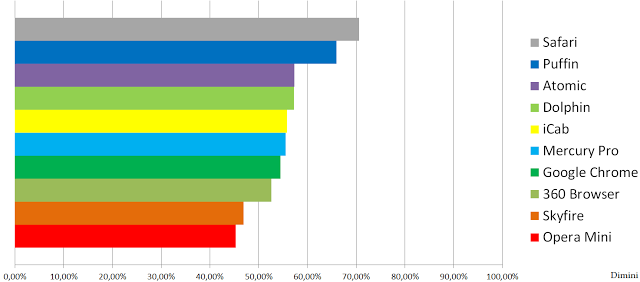 Safari
Puffin
Atomic
Dolphin
iCab
Mercury Pro
Google Chrome
360 Browser
Skyfire
Opera Mini
0,00% 10,00% 20,00% 30,00% 40,00% 50,00% 60,00% 70,00% 80,00% 90,00% 100,00%
Dimini